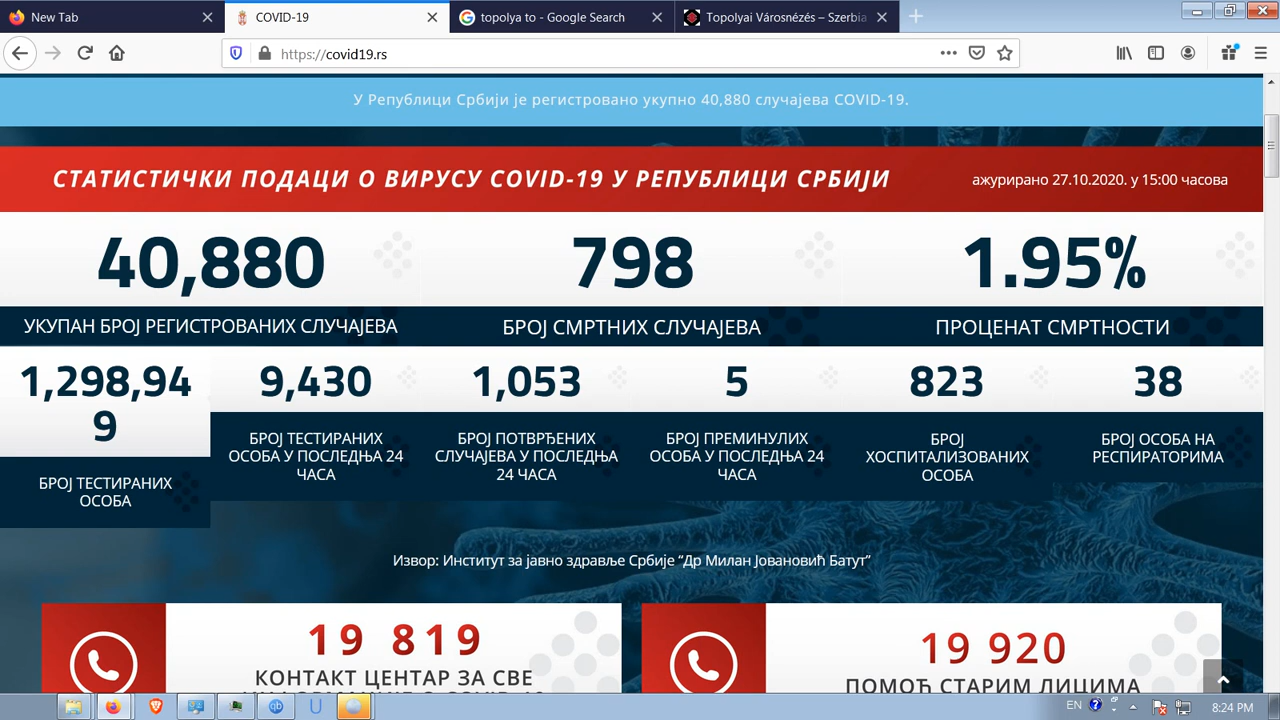 New Tab
COVID-19
topolya to - Google Search
Topolyai Városnézés – Szerbia
https://covid19.rs
У Републици Србији је регистровано укупно 40,880 случајева COVID-19.
СТАТИСТИЧКИ ПОДАЦИ О ВИРУСУ COVID-19 У РЕПУБЛИЦИ СРБИЈИ
ажурирано 27.10.2020. у 15:00 часова
40,880
УКУПАН БРОЈ РЕГИСТРОВАНИХ СЛУЧАЈЕВА
798
БРОЈ СМРТНИХ СЛУЧАЈЕВА
1.95%
ПРОЦЕНАТ СМРТНОСТИ
1,298,94
9
БРОЈ ТЕСТИРАНИХ
ОСОБА
9,430
БРОЈ ТЕСТИРАНИХ
ОСОБА У ПОСЛЕДЊА 24
ЧАСА
1,053
БРОЈ ПОТВРЂЕНИХ
СЛУЧАЈЕВА У ПОСЛЕДЊА
24 ЧАСА
5
БРОЈ ПРЕМИНУЛИХ
ОСОБА У ПОСЛЕДЊА 24
ЧАСА
823
БРОЈ
ХОСПИТАЛИЗОВАНИХ
ОСОБА
38
БРОЈ ОСОБА НА
РЕСПИРАТОРИМА
Извор: Институт за јавно здравље Србије “Др Милан Јовановић Батут”
19 819
КОНТАКТ ЦЕНТАР ЗА СВЕ
19 920
ПОМОЋ СТАРИМ ЛИЦИМА
EN
8:24 PM